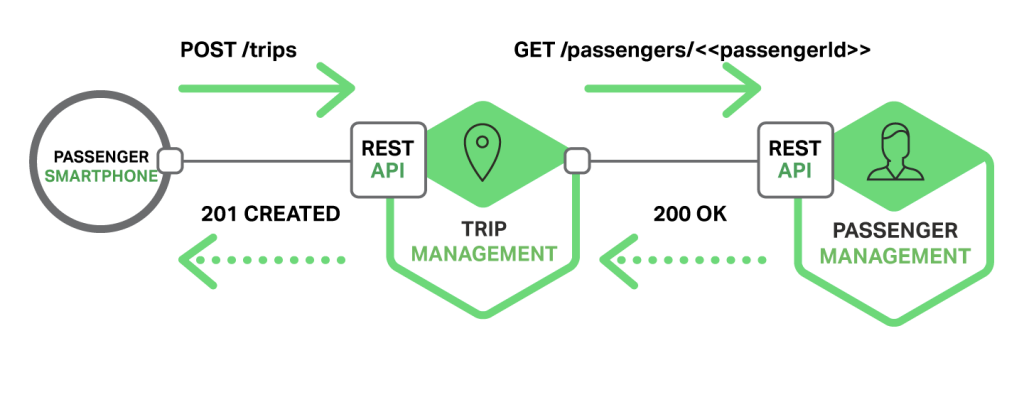 POST /trips
GET /passengers/<<passengerId>>
PASSENGER
SMARTPHONE
REST
API
REST
API
201 CREATED
200 OK
TRIP
MANAGEMENT
PASSENGER
MANAGEMENT